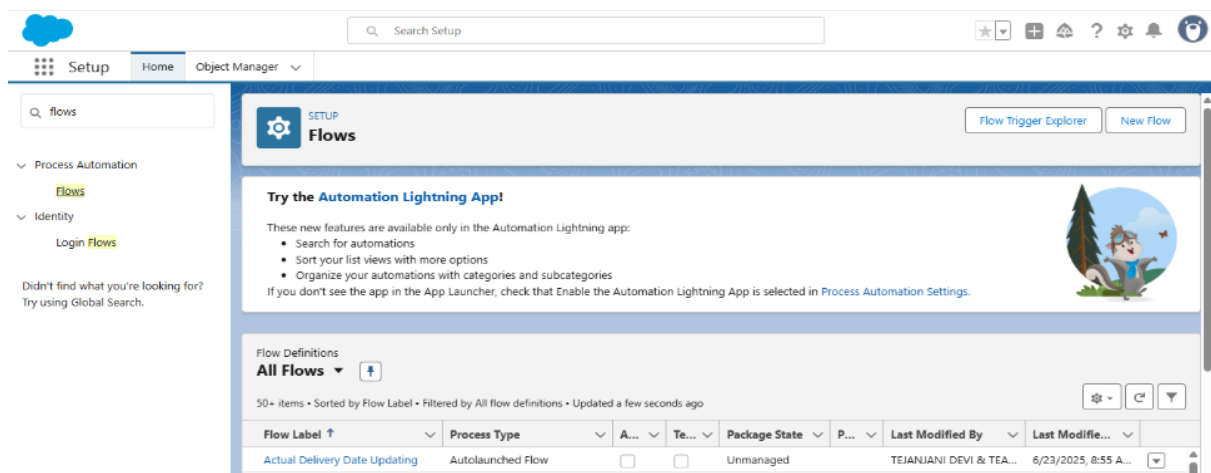 Search Setup
Setup Home Object Manager
flows
Process Automation
Flows
Identity
Login Flows
Didn't find what you're looking for?
Try using Global Search.
SETUP
Flows
Flow Trigger Explorer New Flow
Try the Automation Lightning App!
These new features are available only in the Automation Lightning app:
• Search for automations
• Sort your list views with more options
• Organize your automations with categories and subcategories
If you don't see the app in the App Launcher, check that Enable the Automation Lightning App is selected in Process Automation Settings.
Flow Definitions
All Flows
50+ items • Sorted by Flow Label • Filtered by All flow definitions • Updated a few seconds ago
Flow Label ↑ Process Type A... Te... Package State P... Last Modified By Last Modifie...
Actual Delivery Date Updating Autolaunched Flow Unmanaged TEJANJANI DEVI & TEA... 6/23/2025, 8:55 A...